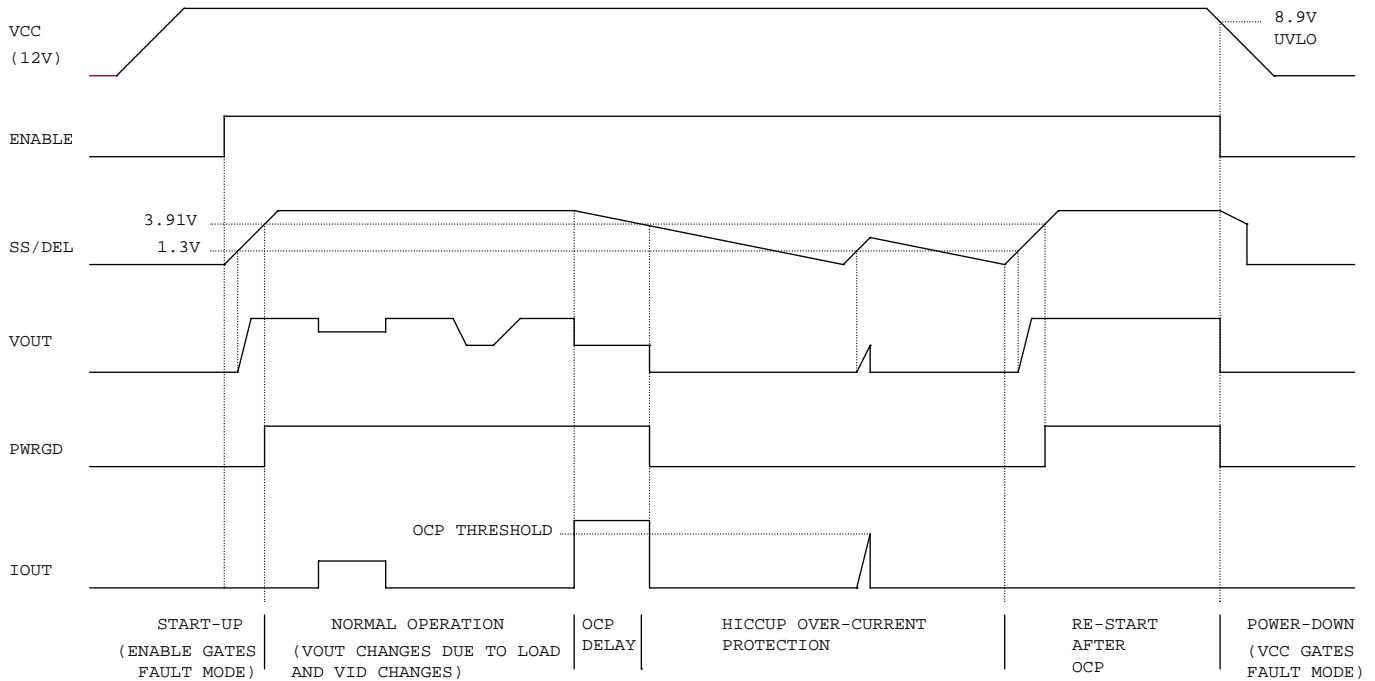 VCC
(12V)
8.9V
UVLO
ENABLE
3.91V
SS/DEL
1.3V
VOUT
PWRGD
OCP THRESHOLD
IOUT
START-UP
(ENABLE GATES
FAULT MODE)
NORMAL OPERATION
(VOUT CHANGES DUE TO LOAD
AND VID CHANGES)
OCP
DELAY
HICCUP OVER-CURRENT
PROTECTION
RE-START
AFTER
OCP
POWER-DOWN
(VCC GATES
FAULT MODE)